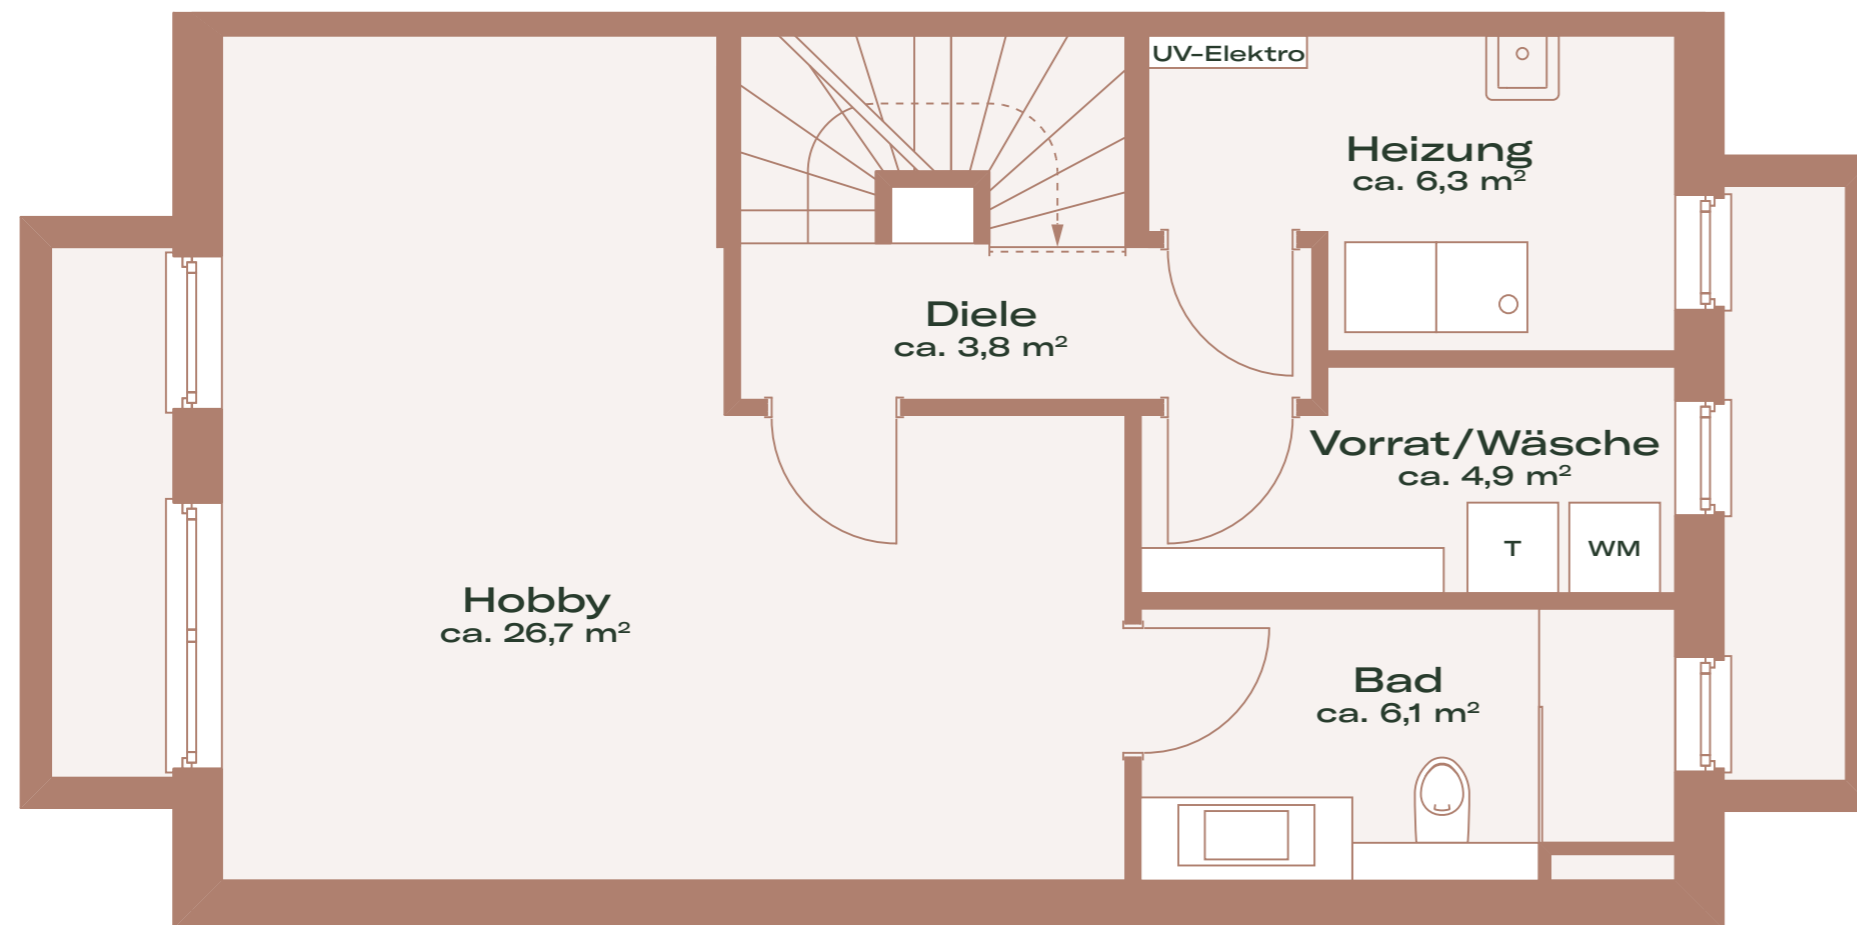 UV-Elektro
Heizung
ca. 6,3 m²
Diele
ca. 3,8 m²
Vorrat/Wäsche
ca. 4,9 m²
T
WM
Hobby
ca. 26,7 m²
Bad
ca. 6,1 m²